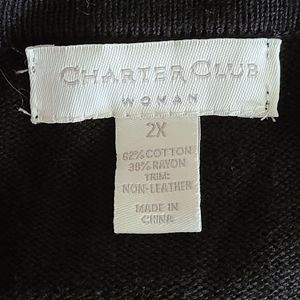 CHARTER CLUB
WOMAN
2X
62% COTTON
38% RAYON
TRIM:
NON-LEATHER
MADE IN
CHINA